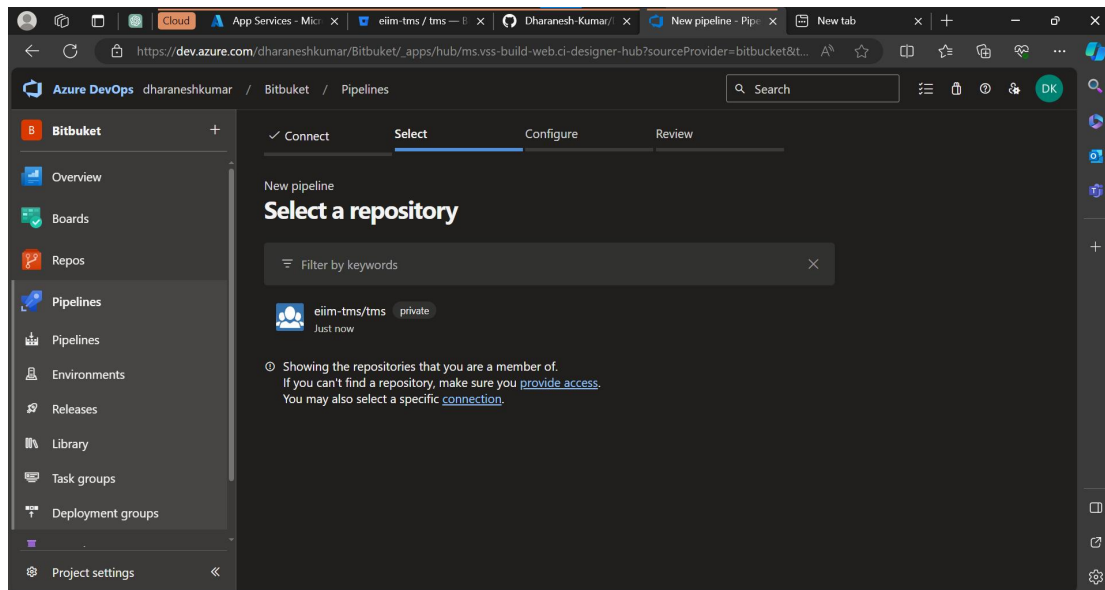 Cloud
App Services - Mic
eiim-tms / tms — B
Dharanesh-Kumar/
New pipeline - Pipe
New tab
https://dev.azure.com/dharaneshkumar/Bitbuket/_apps/hub/ms.vss-build-web.ci-designer-hub?sourceProvider=bitbucket&t...
Azure DevOps dharaneshkumar / Bitbuket / Pipelines
Search
DK
B Bitbuket
Connect Select Configure Review
Overview
Boards
Repos
Pipelines
Pipelines
Environments
Releases
Library
Task groups
Deployment groups
Project settings
New pipeline
Select a repository
Filter by keywords
eiim-tms/tms private
Just now
Showing the repositories that you are a member of.
If you can't find a repository, make sure you provide access.
You may also select a specific connection.